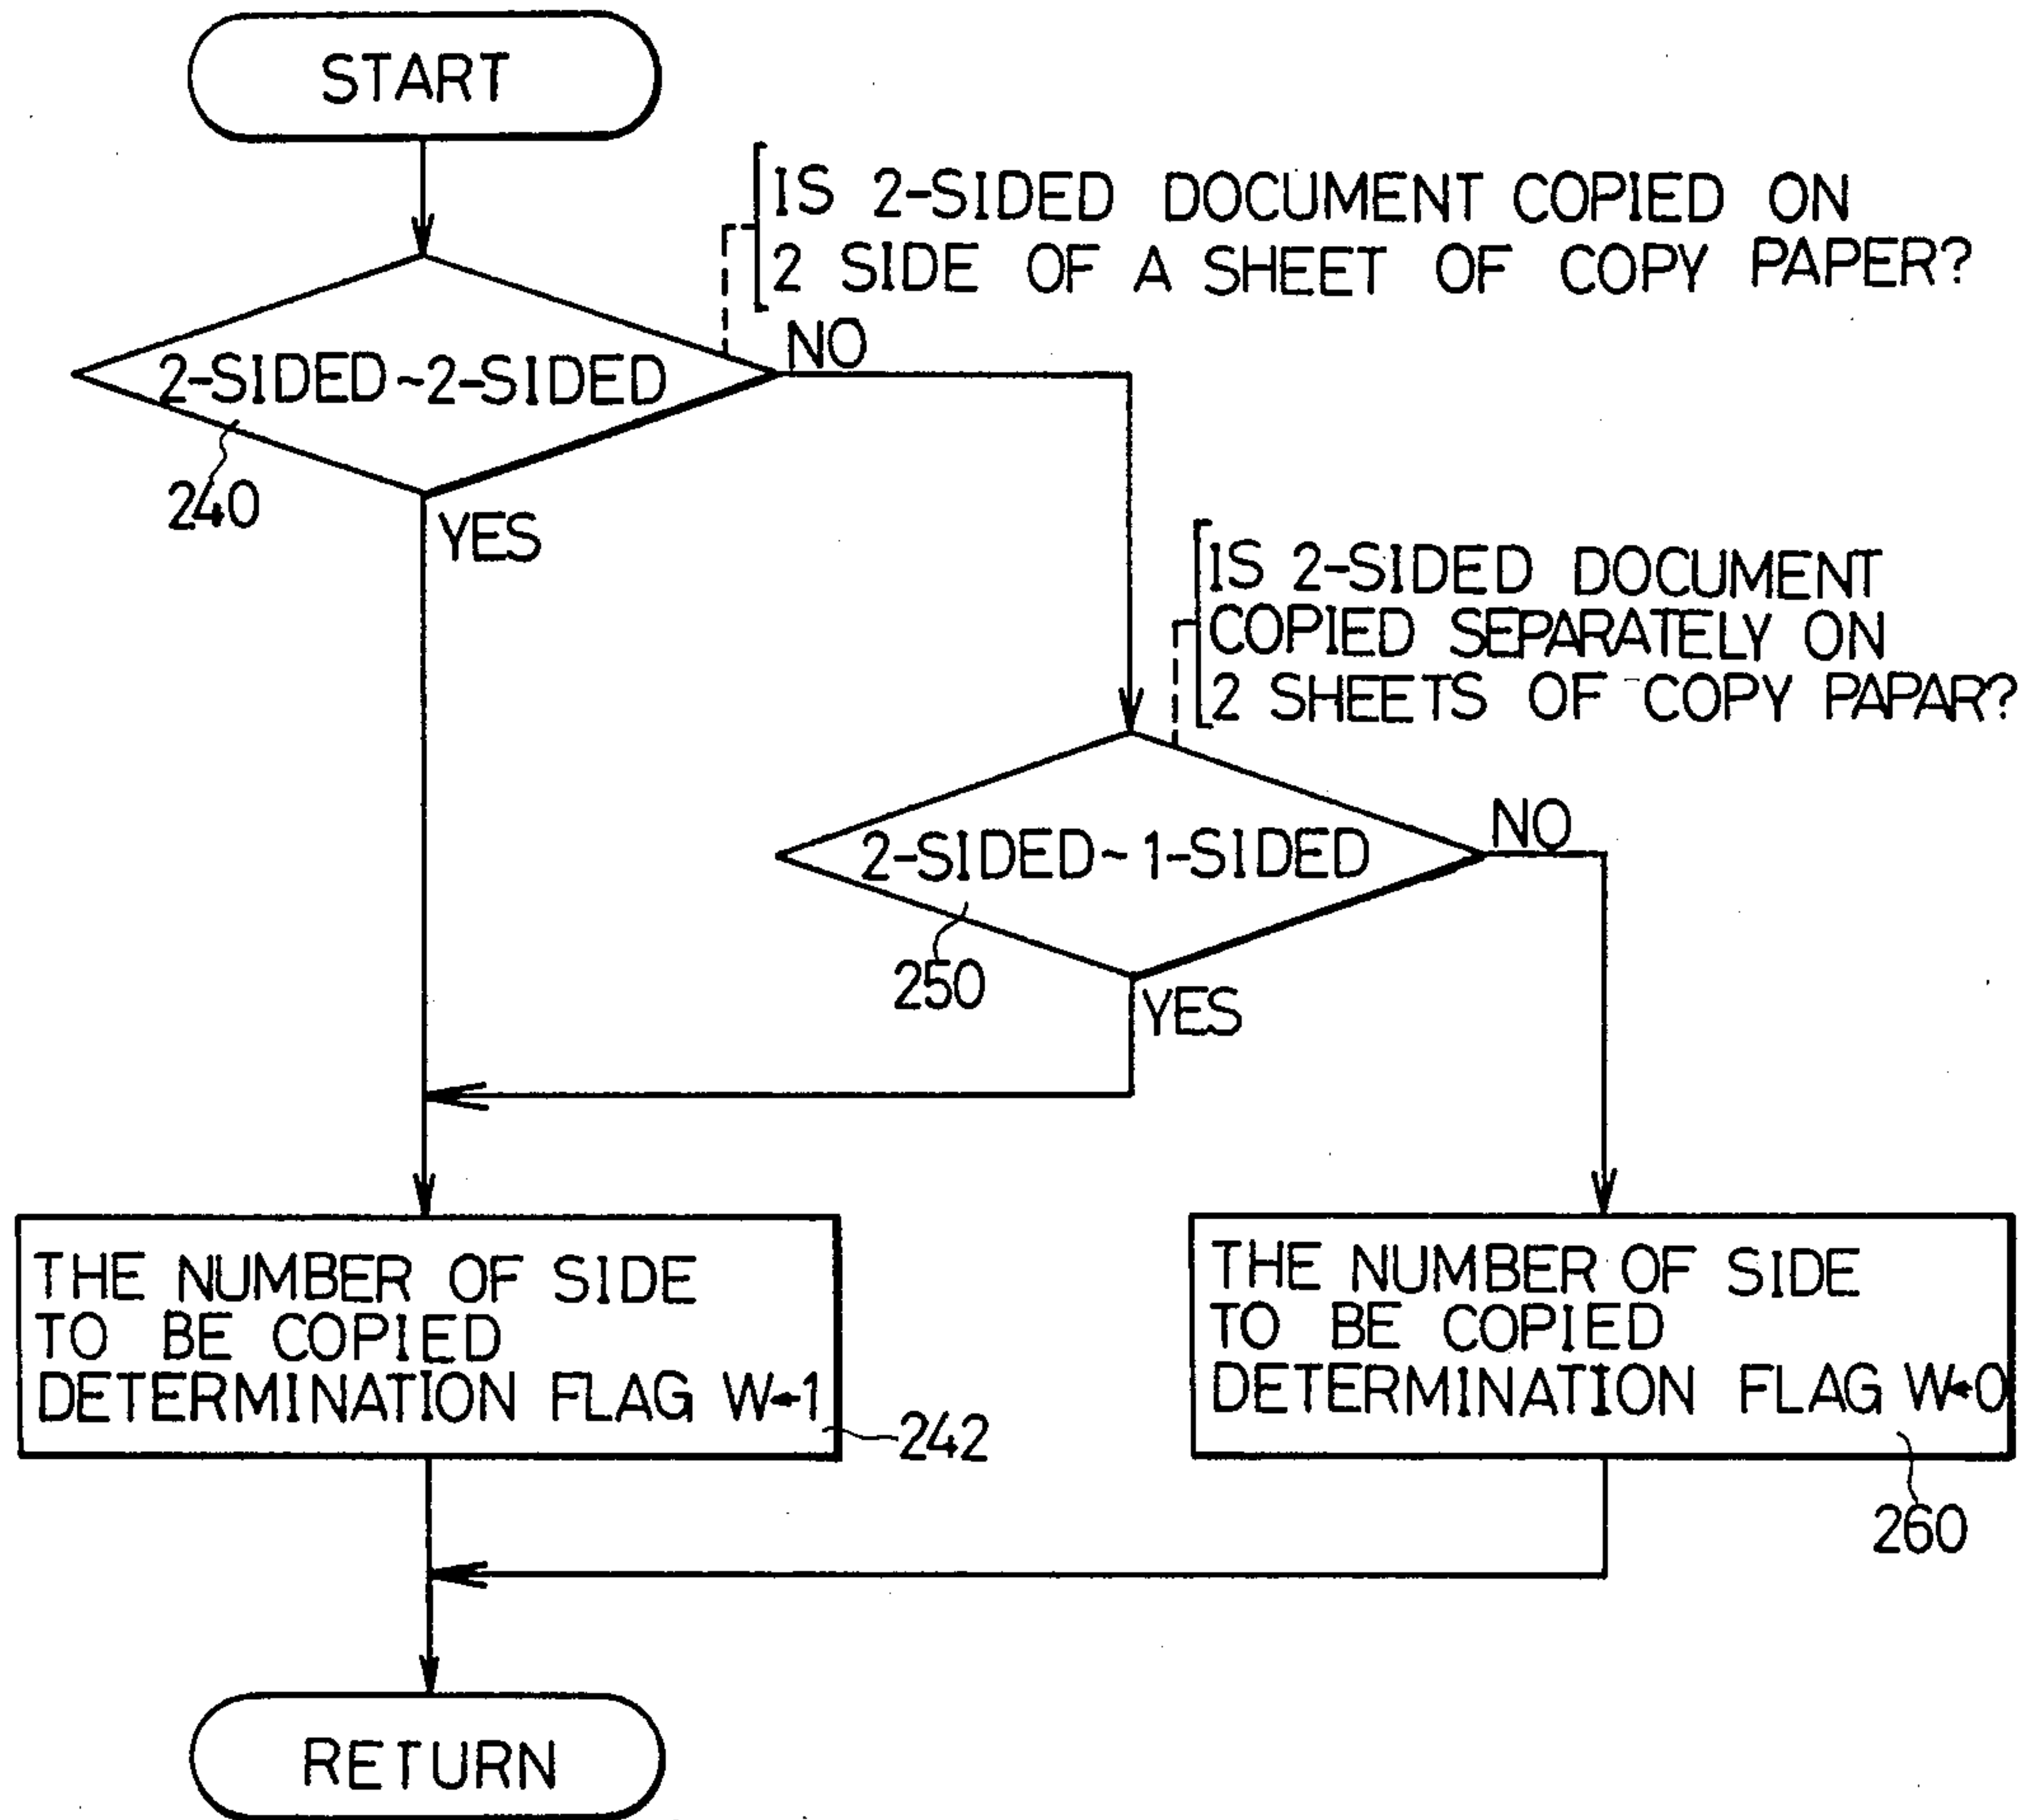 START
IS 2-SIDED DOCUMENT COPIED ON
2 SIDE OF A SHEET OF COPY PAPER?
2-SIDED~2-SIDED
NO
240
YES
IS 2-SIDED DOCUMENT
COPIED SEPARATELY ON
2 SHEETS OF COPY PAPAR?
2-SIDED~1-SIDED
NO
250
YES
THE NUMBER OF SIDE
TO BE COPIED
DETERMINATION FLAG W←1
242
THE NUMBER OF SIDE
TO BE COPIED
DETERMINATION FLAG W←0
260
RETURN